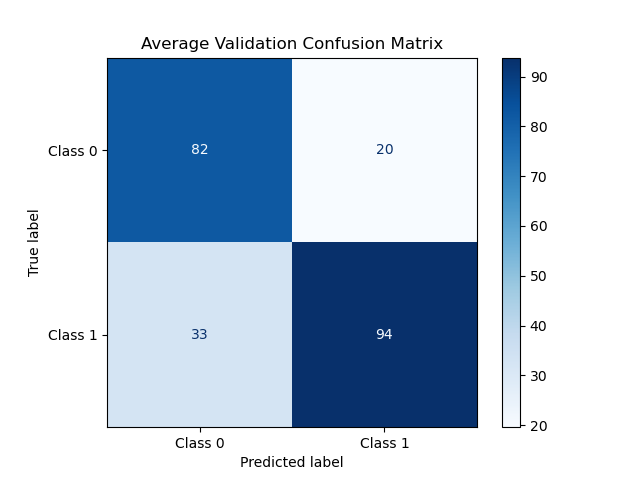 Average Validation Confusion Matrix
True label
Class 0
Class 1
82
20
33
94
Class 0
Class 1
Predicted label
90
80
70
60
50
40
30
20